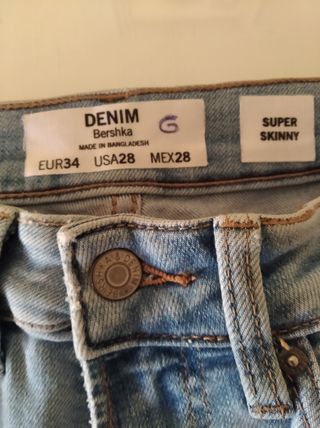 DENIM
Bershka
MADE IN BANGLADESH
G
EUR34 USA28 MEX28
SUPER
SKINNY